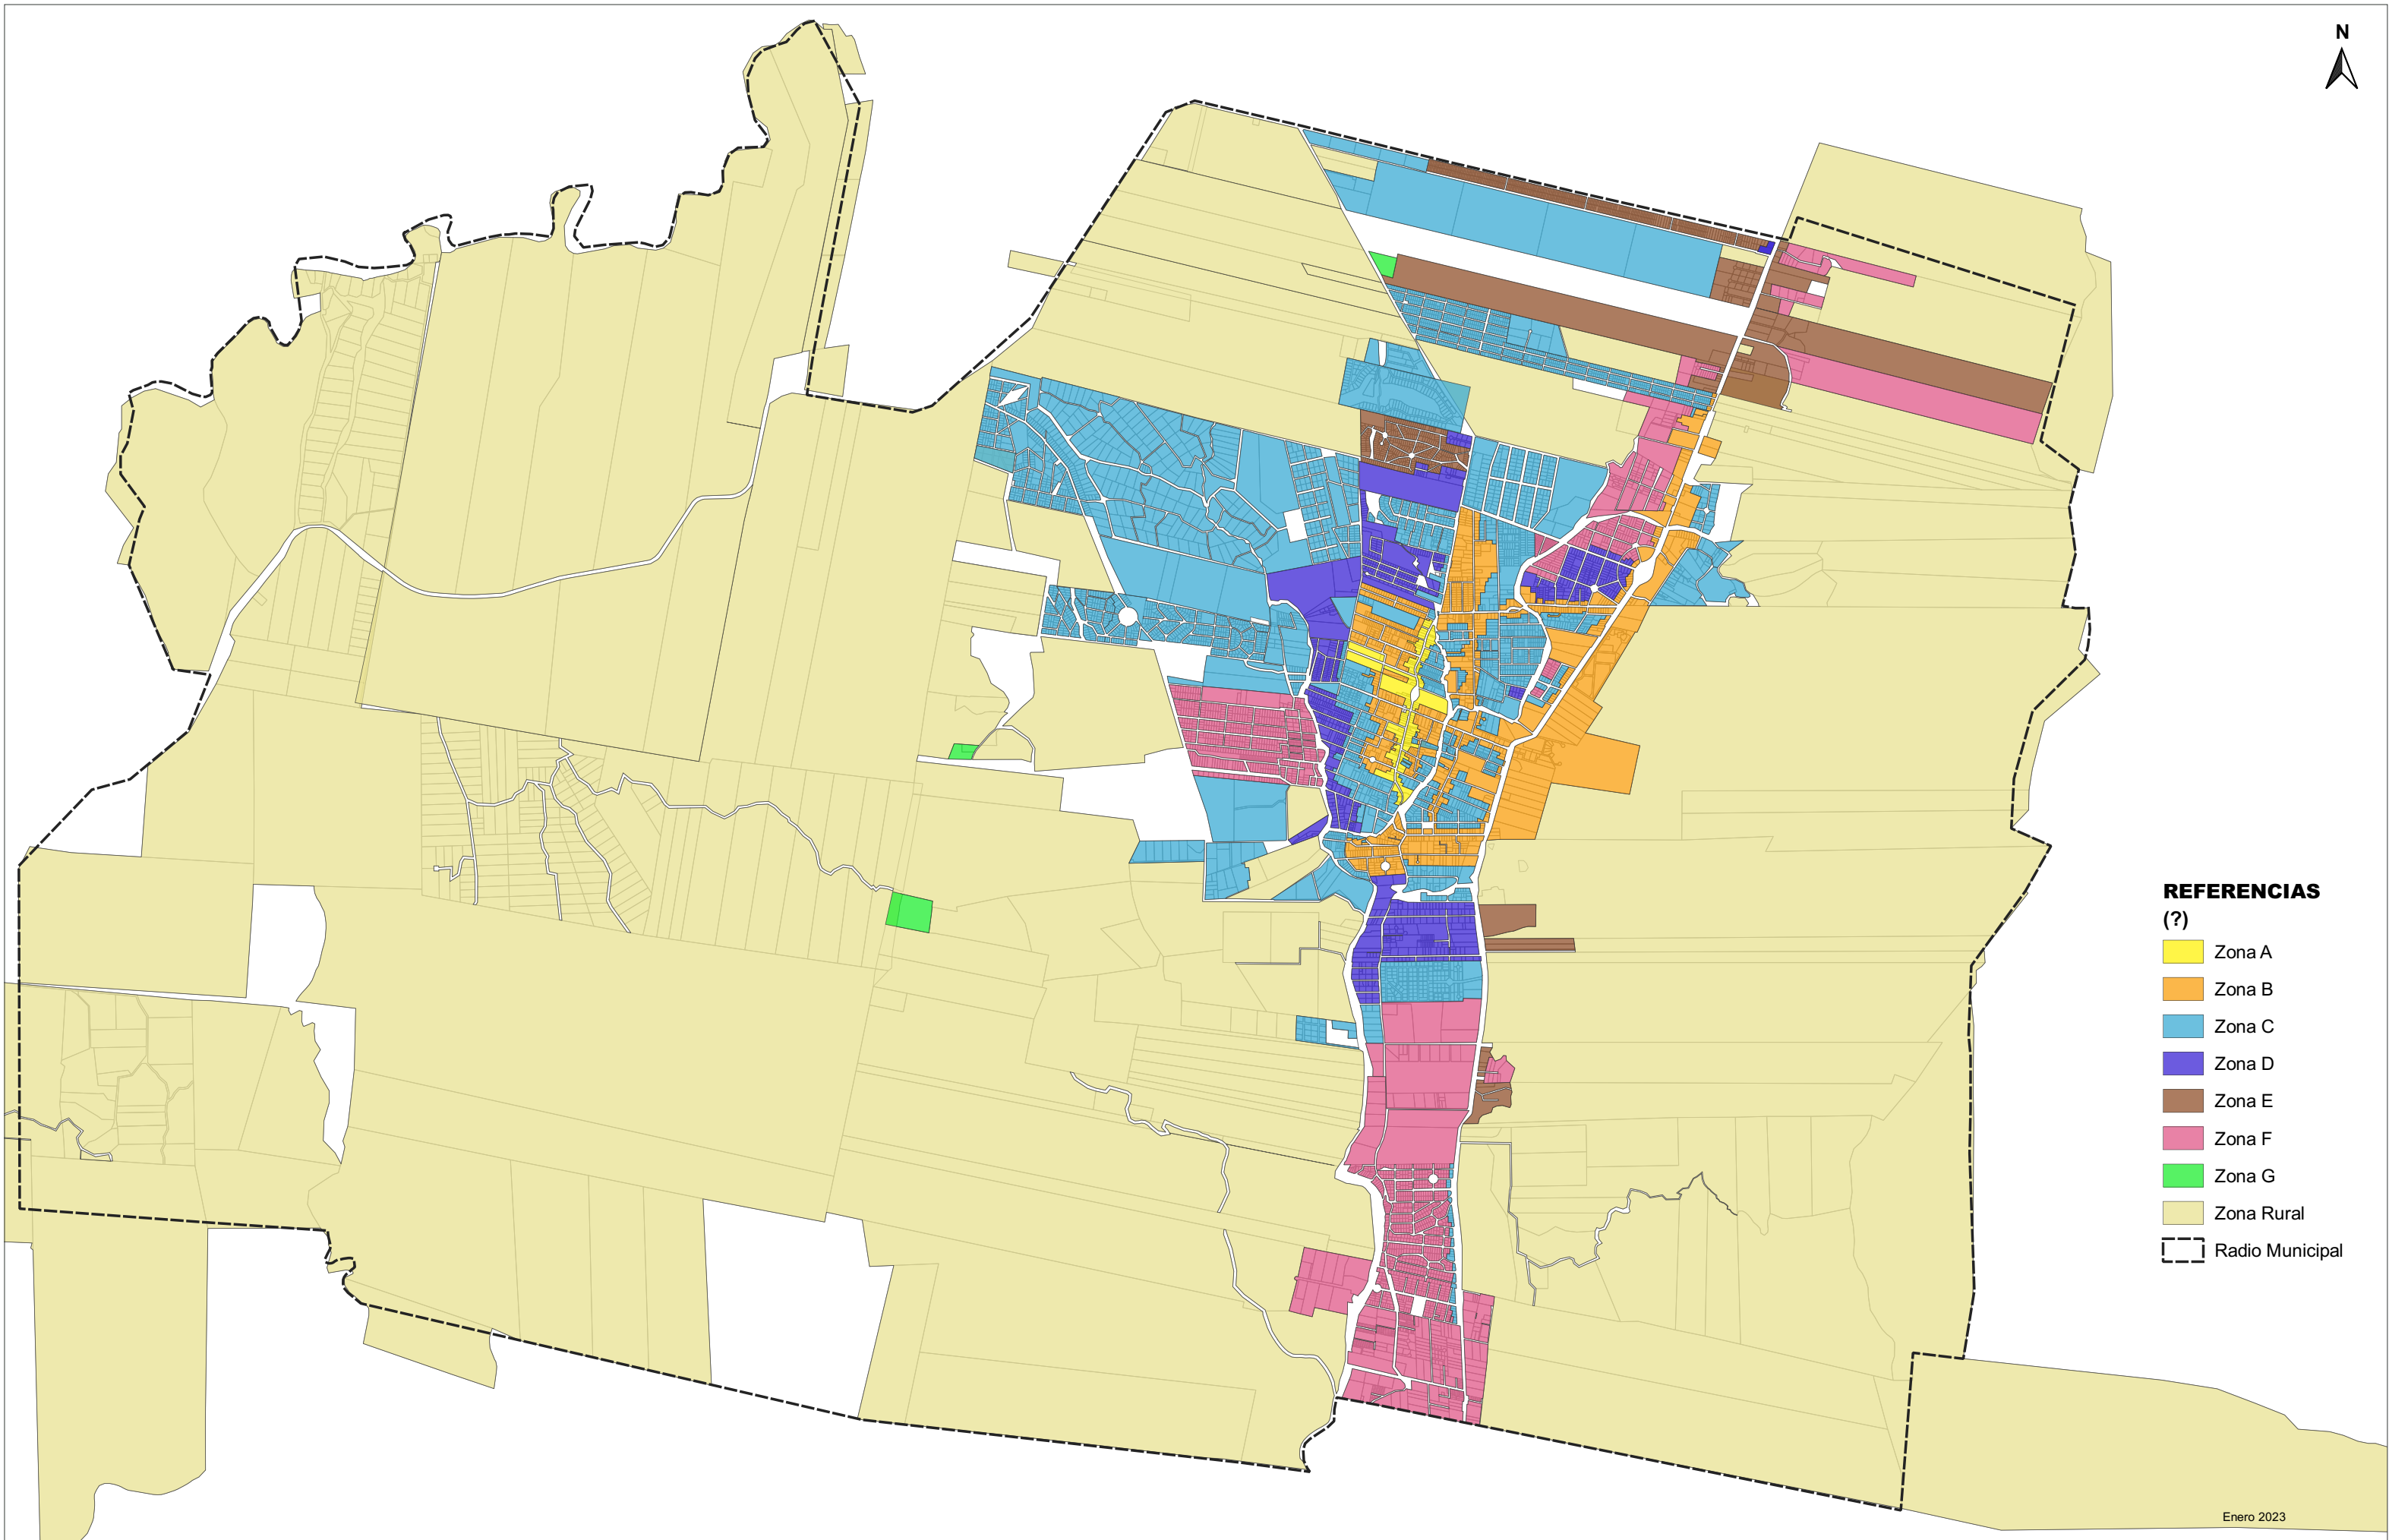 N
REFERENCIAS
(?)
Zona A
Zona B
Zona C
Zona D
Zona E
Zona F
Zona G
Zona Rural
Radio Municipal
Enero 2023